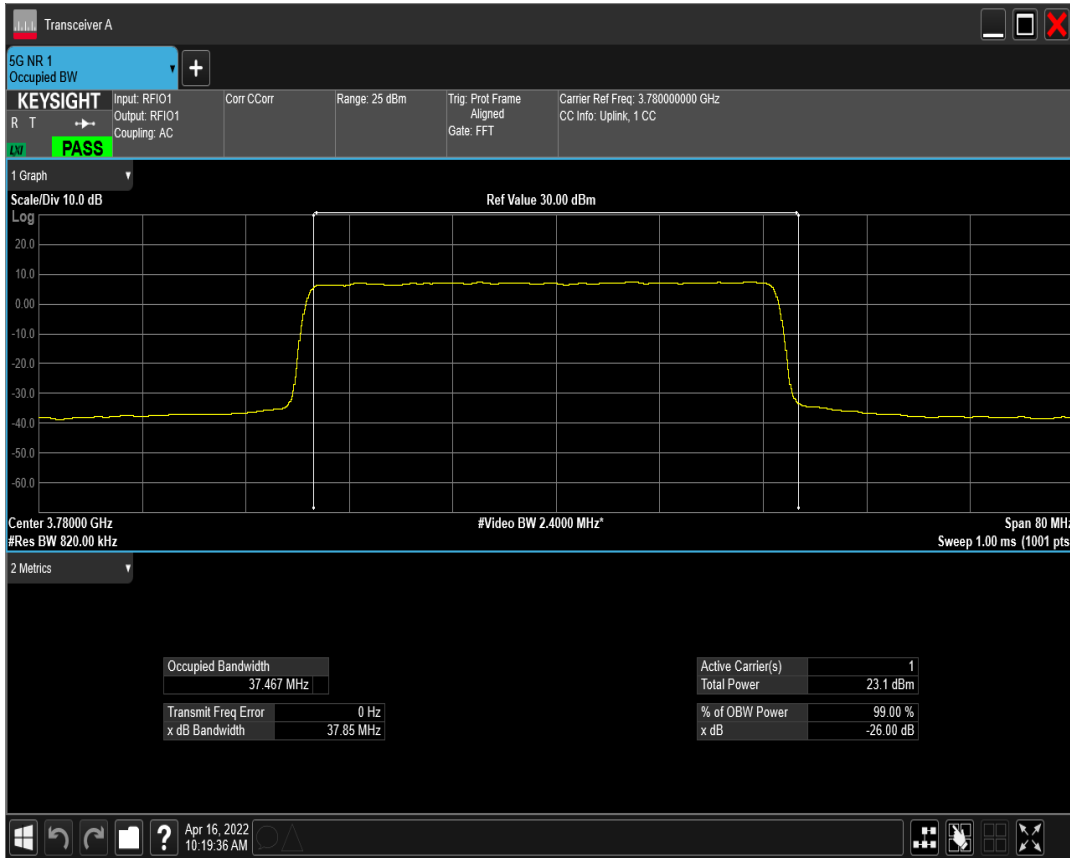 Transceiver A
5G NR 1
Occupied BW
+
KEYSIGHT
R T
LXI
PASS
Input: RFIO1
Output: RFIO1
Coupling: AC
Corr CCorr
Range: 25 dBm
Trig: Prot Frame
Aligned
Gate: FFT
Carrier Ref Freq: 3.780000000 GHz
CC Info: Uplink, 1 CC
1 Graph
Scale/Div 10.0 dB
Ref Value 30.00 dBm
Log
20.0
10.0
0.00
-10.0
-20.0
-30.0
-40.0
-50.0
-60.0
Center 3.78000 GHz
#Video BW 2.4000 MHz*
Span 80 MHz
#Res BW 820.00 kHz
Sweep 1.00 ms (1001 pts
2 Metrics
Occupied Bandwidth
37.467 MHz
Transmit Freq Error 0 Hz
x dB Bandwidth 37.85 MHz
Active Carrier(s) 1
Total Power 23.1 dBm
% of OBW Power 99.00 %
x dB -26.00 dB
?
Apr 16, 2022
10:19:36 AM